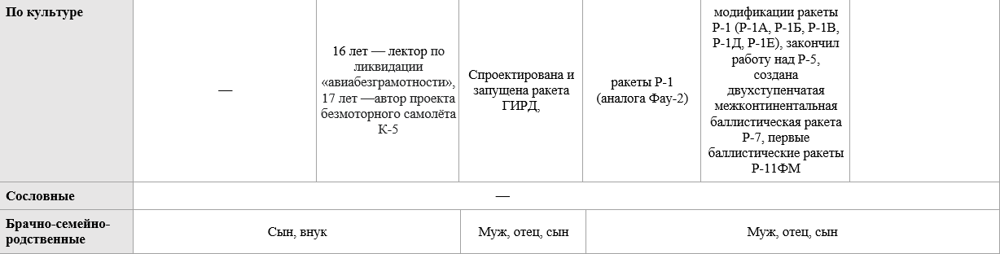 По культуре
—
16 лет — лектор по
ликвидации
«авиабезграмотности»,
17 лет —автор проекта
безмоторного самолёта
К-5
Спроектирована и
запущена ракета
ГИРД,
ракеты Р-1
(аналога Фау-2)
модификации ракеты
Р-1 (Р-1А, Р-1Б, Р-1В,
Р-1Д, Р-1Е), закончил
работу над Р-5,
создана
двухступенчатая
межконтинентальная
баллистическая ракета
Р-7, первые
баллистические ракеты
Р-11ФМ
Сословные
—
Брачно-семейно-
родственные
Сын, внук
Муж, отец, сын
Муж, отец, сын